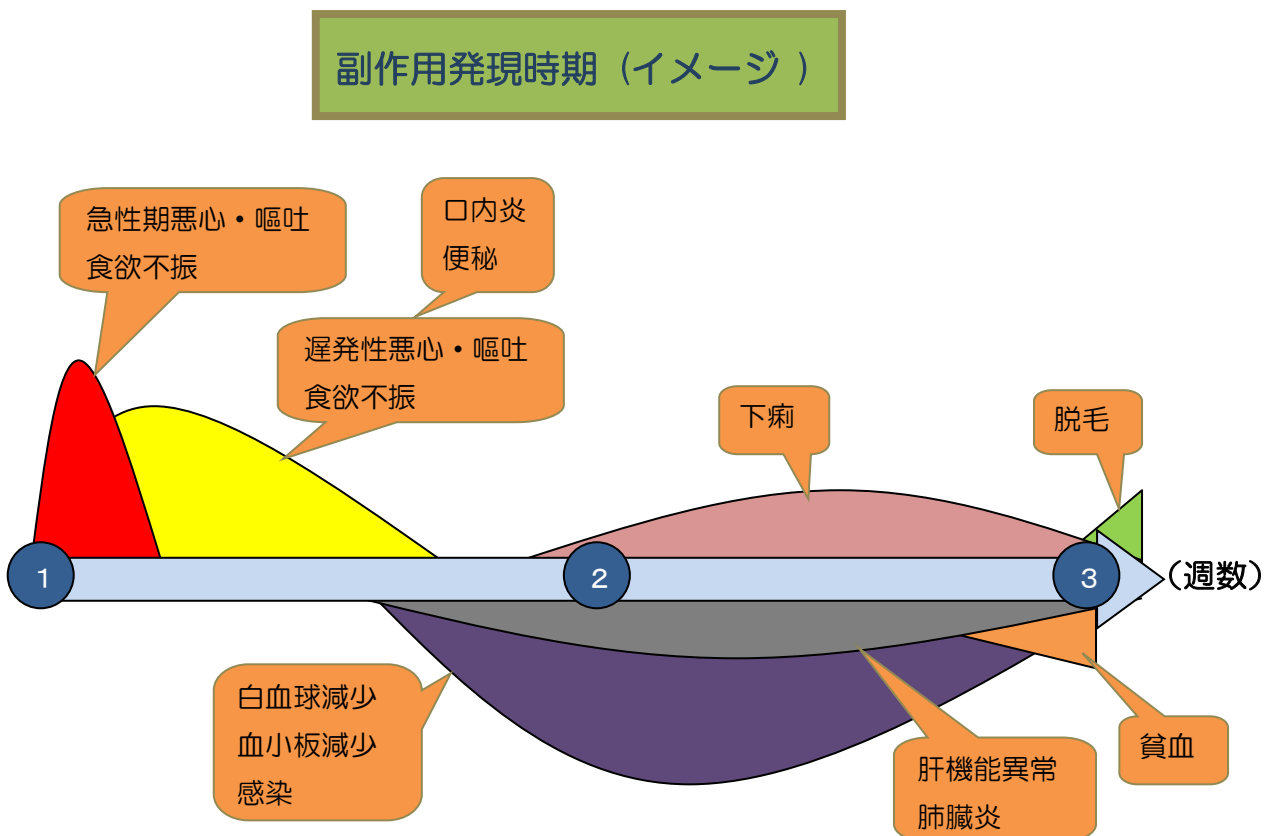 副作用発現時期（イメージ ）
急性期悪心・嘔吐
食欲不振
口内炎
便秘
遅発性悪心・嘔吐
食欲不振
下痢
脱毛
1
2
3
（週数）
白血球減少
血小板減少
感染
肝機能異常
肺臓炎
貧血